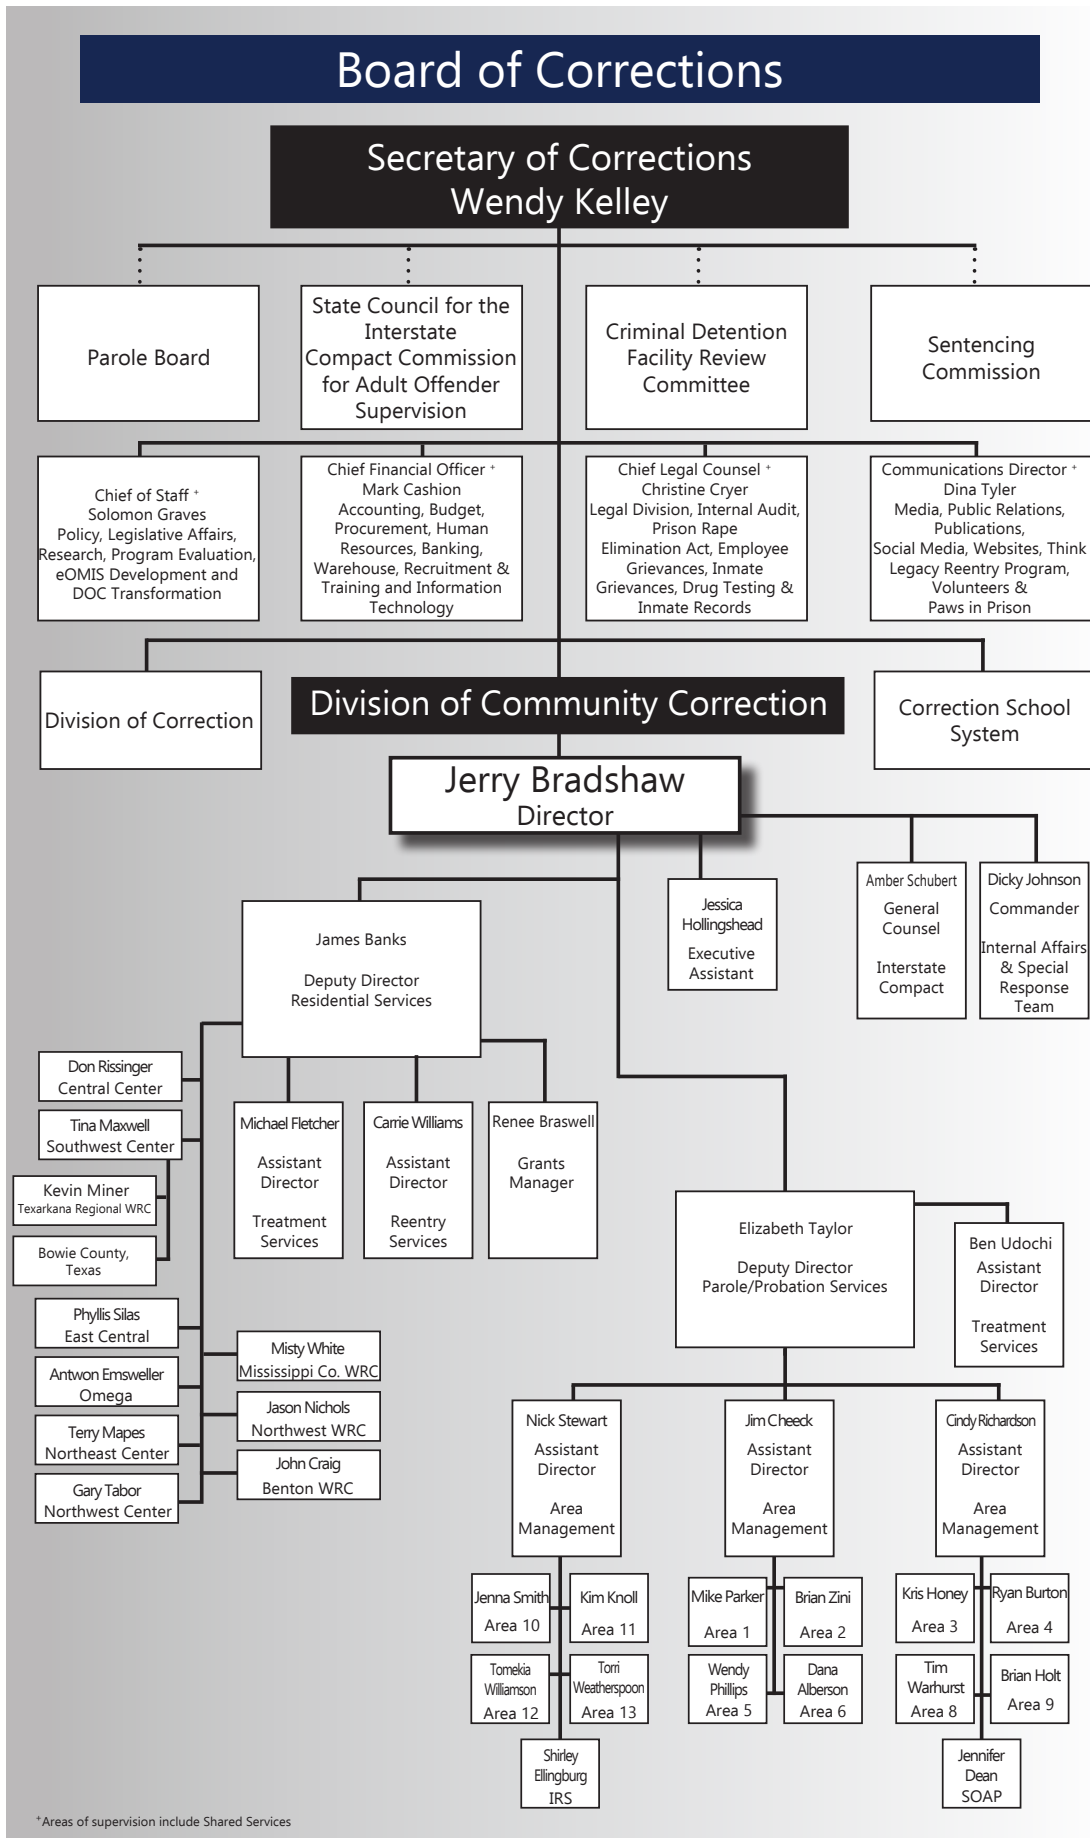 Board of Corrections
Secretary of Corrections
Wendy Kelley
Parole Board
State Council for the
Interstate
Compact Commission
for Adult Offender
Supervision
Criminal Detention
Facility Review
Committee
Sentencing
Commission
Chief of Staff +
Solomon Graves
Policy, Legislative Affairs,
Research, Program Evaluation,
eOMIS Development and
DOC Transformation
Chief Financial Officer +
Mark Cashion
Accounting, Budget,
Procurement, Human
Resources, Banking,
Warehouse, Recruitment &
Training and Information
Technology
Chief Legal Counsel +
Christine Cryer
Legal Division, Internal Audit,
Prison Rape
Elimination Act, Employee
Grievances, Inmate
Grievances, Drug Testing &
Inmate Records
Communications Director +
Dina Tyler
Media, Public Relations,
Publications,
Social Media, Websites, Think
Legacy Reentry Program,
Volunteers &
Paws in Prison
Division of Correction
Division of Community Correction
Correction School
System
Jerry Bradshaw
Director
Jessica
Hollingshead
Executive
Assistant
Amber Schubert
General
Counsel
Interstate
Compact
Dicky Johnson
Commander
Internal Affairs
& Special
Response
Team
James Banks
Deputy Director
Residential Services
Don Rissinger
Central Center
Tina Maxwell
Southwest Center
Kevin Miner
Texarkana Regional WRC
Bowie County,
Texas
Phyllis Silas
East Central
Antwon Emsweller
Omega
Terry Mapes
Northeast Center
Gary Tabor
Northwest Center
Misty White
Mississippi Co. WRC
Jason Nichols
Northwest WRC
John Craig
Benton WRC
Michael Fletcher
Assistant
Director
Treatment
Services
Carrie Williams
Assistant
Director
Reentry
Services
Renee Braswell
Grants
Manager
Elizabeth Taylor
Deputy Director
Parole/Probation Services
Ben Udochi
Assistant
Director
Treatment
Services
Nick Stewart
Assistant
Director
Area
Management
Jim Cheeck
Assistant
Director
Area
Management
Cindy Richardson
Assistant
Director
Area
Management
Jenna Smith
Area 10
Kim Knoll
Area 11
Tomekia
Williamson
Area 12
Torri
Weatherspoon
Area 13
Shirley
Ellingburg
IRS
Mike Parker
Area 1
Brian Zini
Area 2
Wendy
Phillips
Area 5
Dana
Alberson
Area 6
Kris Honey
Area 3
Ryan Burton
Area 4
Tim
Warhurst
Area 8
Brian Holt
Area 9
Jennifer
Dean
SOAP
+Areas of supervision include Shared Services